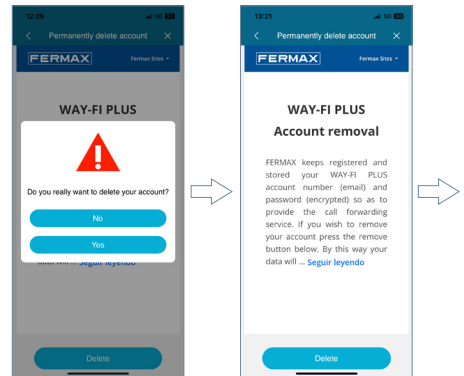 12:29
5G
Permanently delete account
FERMAX
Fermax Sites
WAY-FI PLUS
Do you really want to delete your account?
No
Yes
data will ... Seguir leyendo
Delete
13:21
5G
Permanently delete account
FERMAX
Fermax Sites
WAY-FI PLUS
Account removal
FERMAX keeps registered and
stored your WAY-FI PLUS
account number (email) and
password (encrypted) so as to
provide the call forwarding
service. If you wish to remove
your account press the remove
button below. By this way your
data will ... Seguir leyendo
Delete